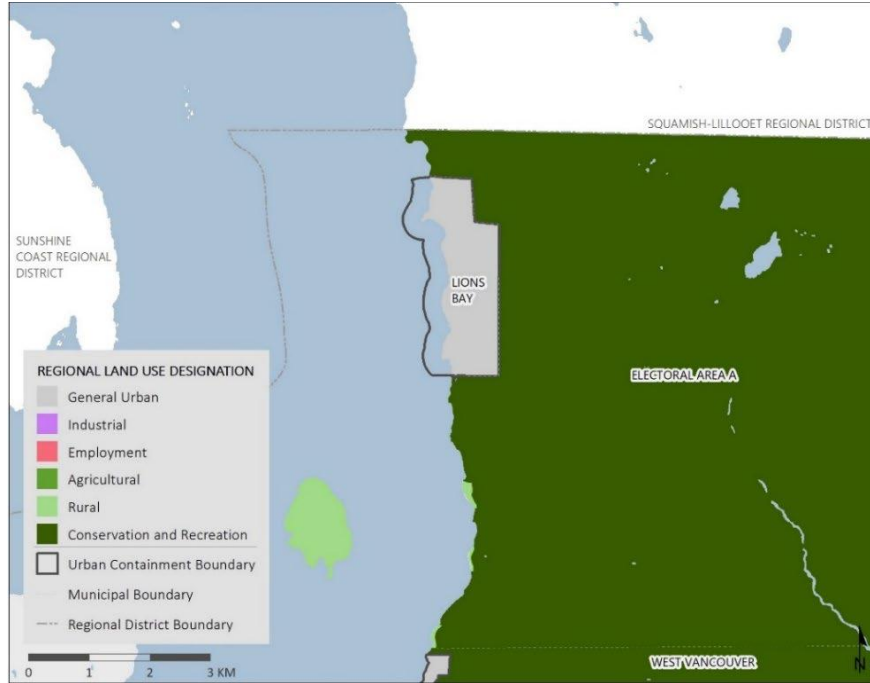 SQUAMISH-LILLOOET REGIONAL DISTRICT
SUNSHINE
COAST REGIONAL
DISTRICT
LIONS
BAY
ELECTORAL AREA A
REGIONAL LAND USE DESIGNATION
General Urban
Industrial
Employment
Agricultural
Rural
Conservation and Recreation
Urban Containment Boundary
Municipal Boundary
Regional District Boundary
0 1 2 3 KM
WEST VANCOUVER
N